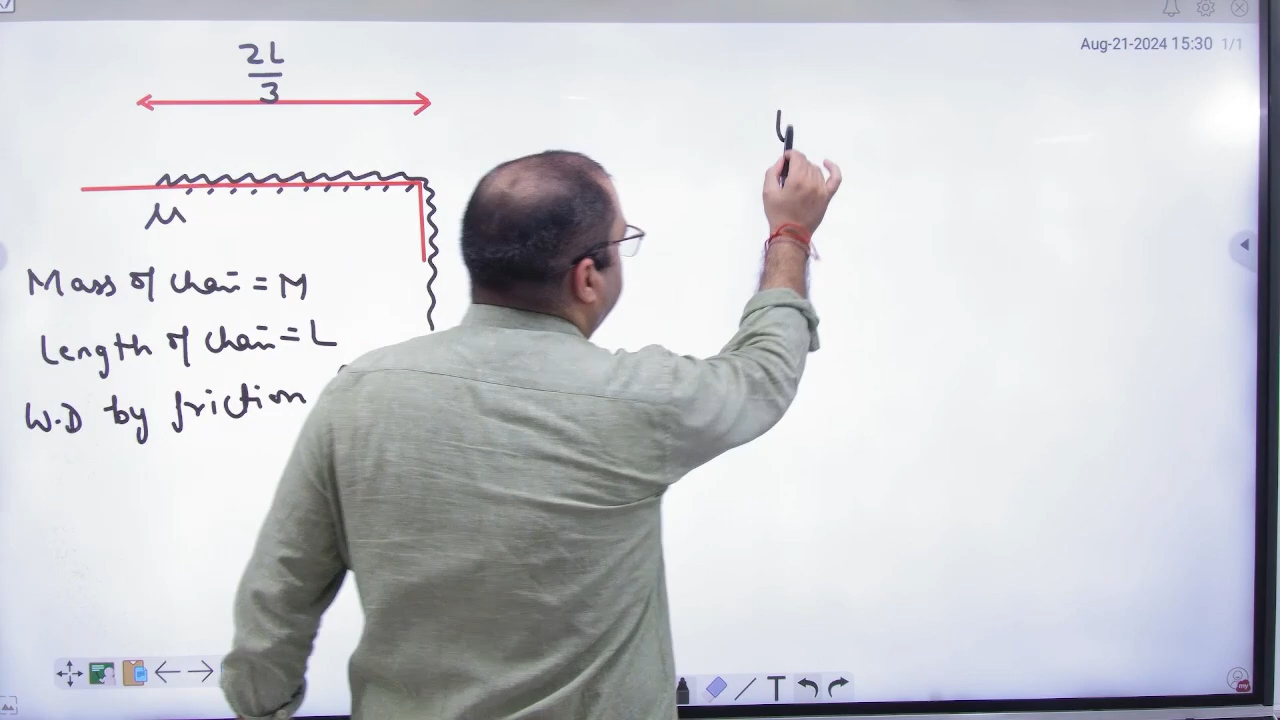 Aug-21-2024 15:30 1/1
2L
3
μ
Mass of chain = M
Length of chain = L
W.D by friction
T